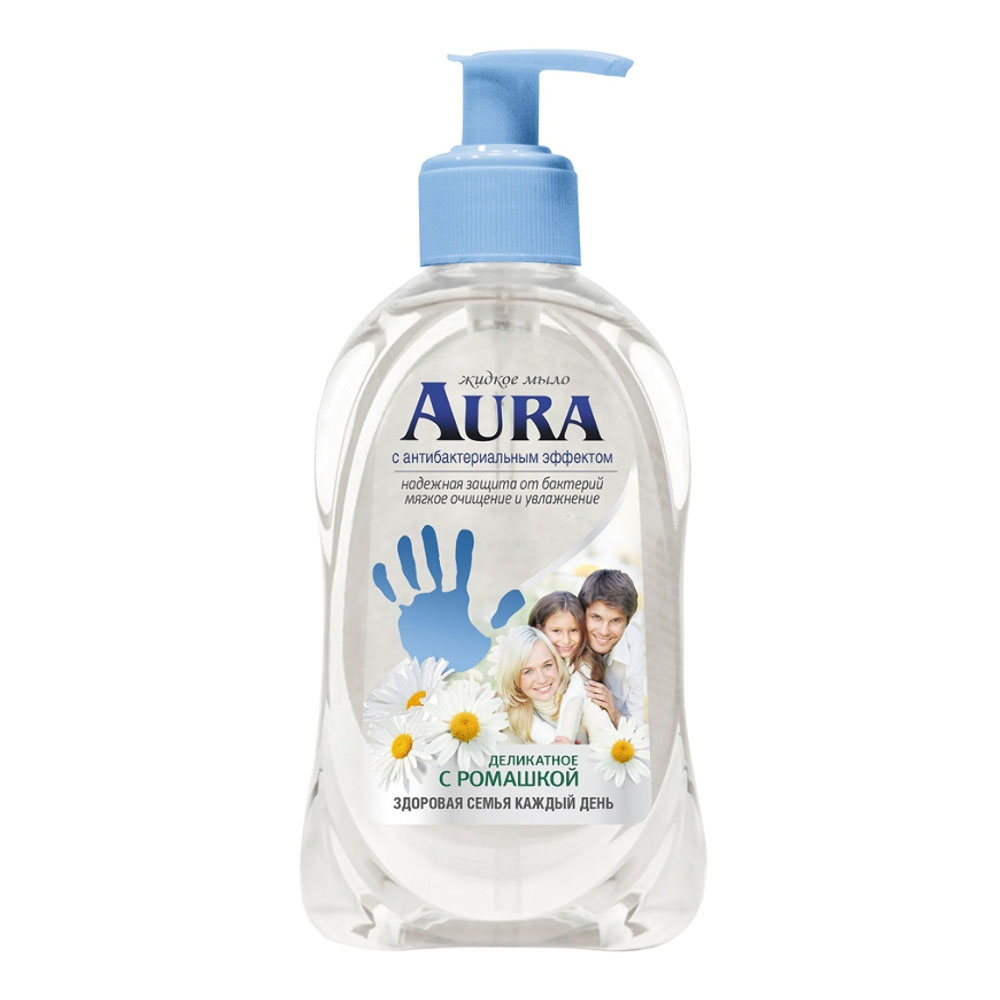 жидкое мыло
AURA
с антибактериальным эффектом
надежная защита от бактерий
мягкое очищение и увлажнение
ДЕЛИКАТНОЕ
С РОМАШКОЙ
ЗДОРОВАЯ СЕМЬЯ КАЖДЫЙ ДЕНЬ